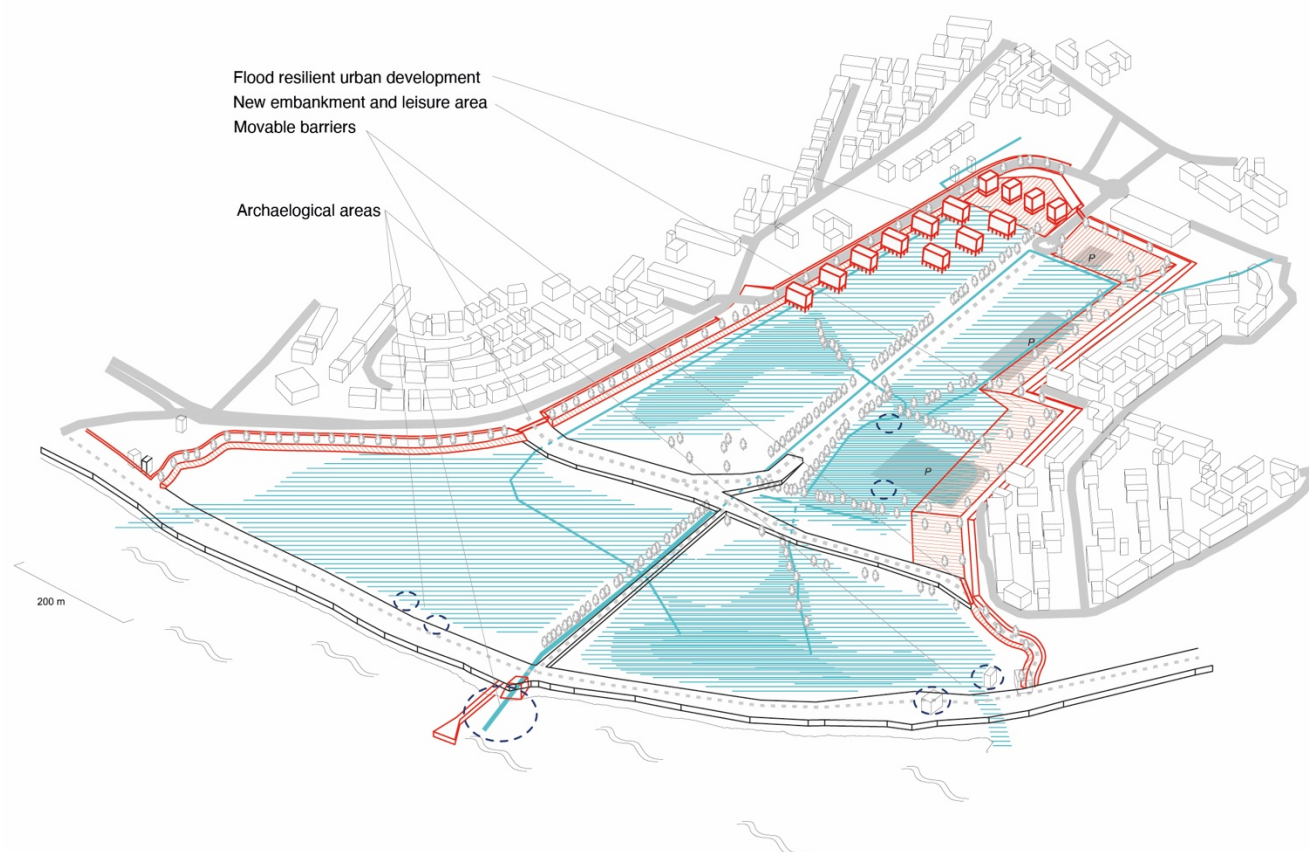 Flood resilient urban development
New embankment and leisure area
Movable barriers
Archaelogical areas
P
P
P
200 m